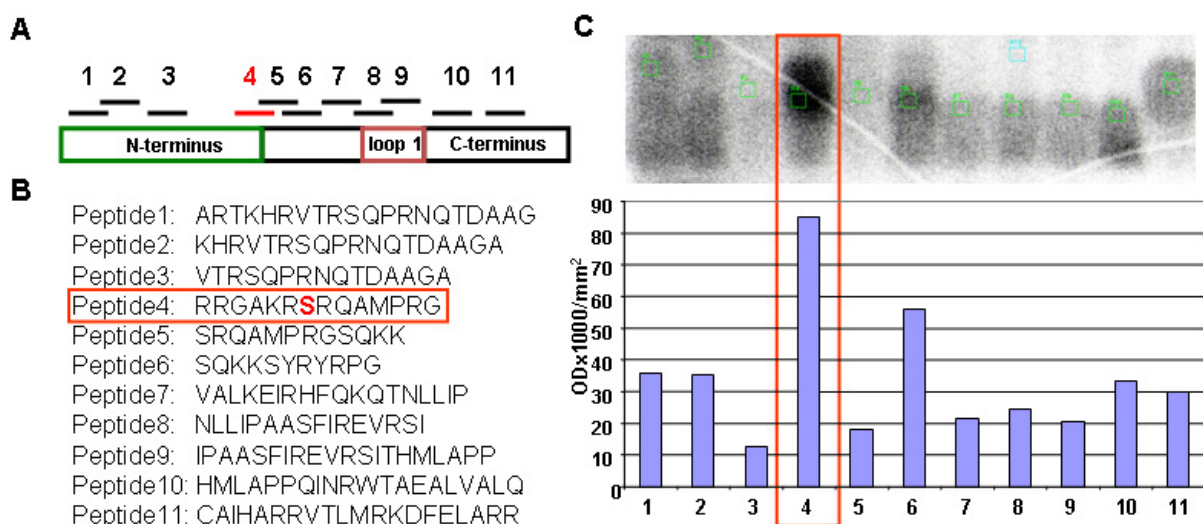 A
1 2 3 4 5 6 7 8 9 10 11
N-terminus loop 1 C-terminus
B
Peptide1: ARTKHRVTRSQPRNQTDAAG
Peptide2: KHRVTRSQPRNQTDAAGA
Peptide3: VTRSQPRNQTDAAGA
Peptide4: RRGAKRSRQAMPRG
Peptide5: SRQAMPRGSQKK
Peptide6: SQKKSYRYRPG
Peptide7: VALKEIRHFQKQTNLLIP
Peptide8: NLLIPAASFIREVRSI
Peptide9: IPAASFIREVRSITHMLAPP
Peptide10: HMLAPPQINRWTAEALVALQ
Peptide11: CAIHARRVTLMRKDFELARR
C
ODx1000/mm²
90
80
70
60
50
40
30
20
10
0
1 2 3 4 5 6 7 8 9 10 11